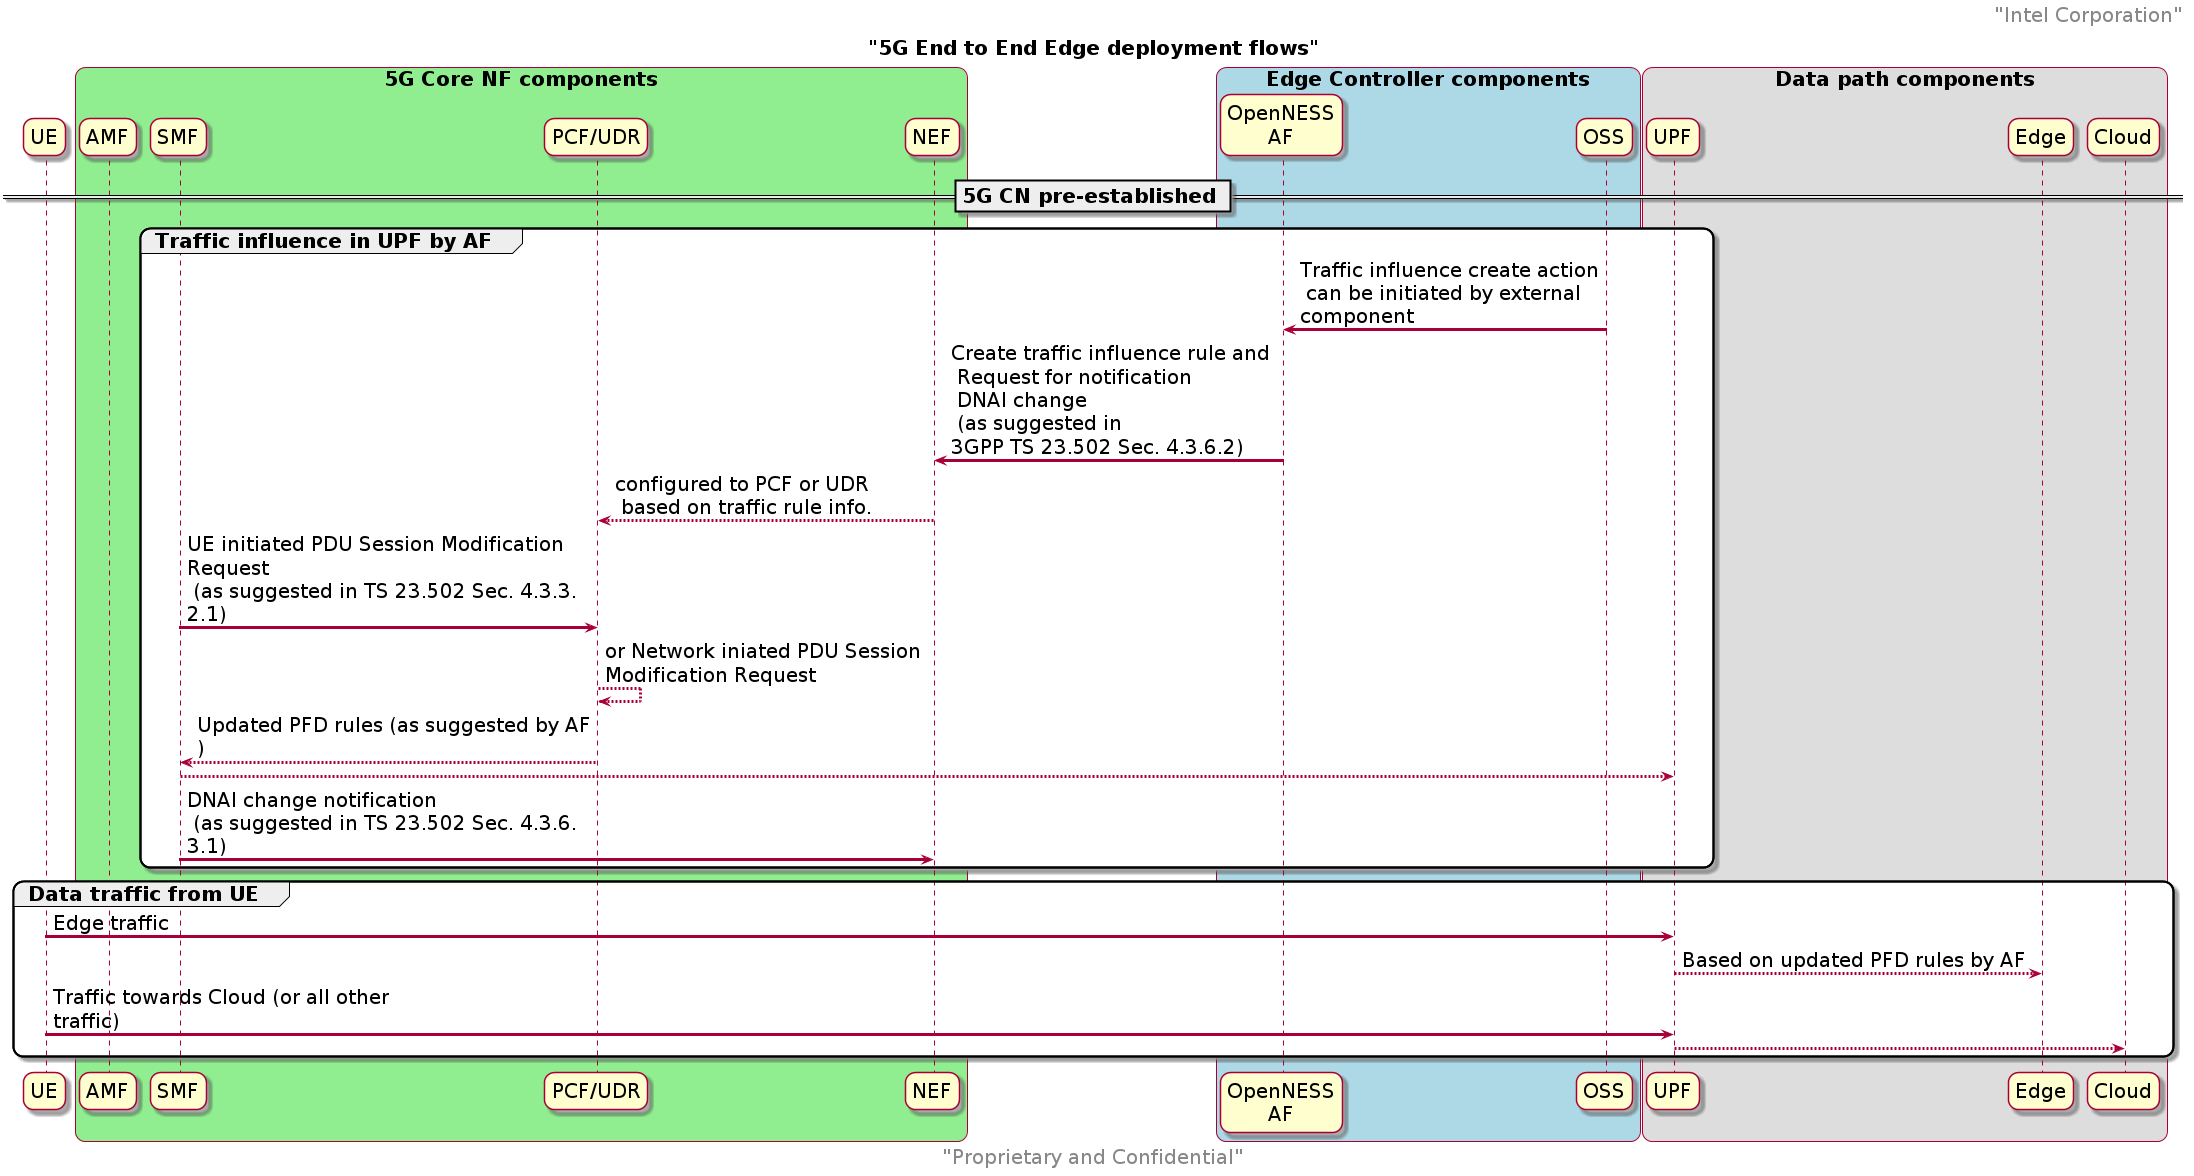 "Intel Corporation"
"5G End to End Edge deployment flows"
5G Core NF components
Edge Controller components
Data path components
UE
AMF
SMF
PCF/UDR
NEF
OpenNESS
AF
OSS
UPF
Edge
Cloud
5G CN pre-established
Traffic influence in UPF by AF
Traffic influence create action
can be initiated by external
component
Create traffic influence rule and
Request for notification
DNAI change
(as suggested in
3GPP TS 23.502 Sec. 4.3.6.2)
configured to PCF or UDR
based on traffic rule info.
UE initiated PDU Session Modification
Request
(as suggested in TS 23.502 Sec. 4.3.3.
2.1)
or Network iniated PDU Session
Modification Request
Updated PFD rules (as suggested by AF
)
DNAI change notification
(as suggested in TS 23.502 Sec. 4.3.6.
3.1)
Data traffic from UE
Edge traffic
Based on updated PFD rules by AF
Traffic towards Cloud (or all other
traffic)
UE
AMF
SMF
PCF/UDR
NEF
OpenNESS
AF
OSS
UPF
Edge
Cloud
"Proprietary and Confidential"